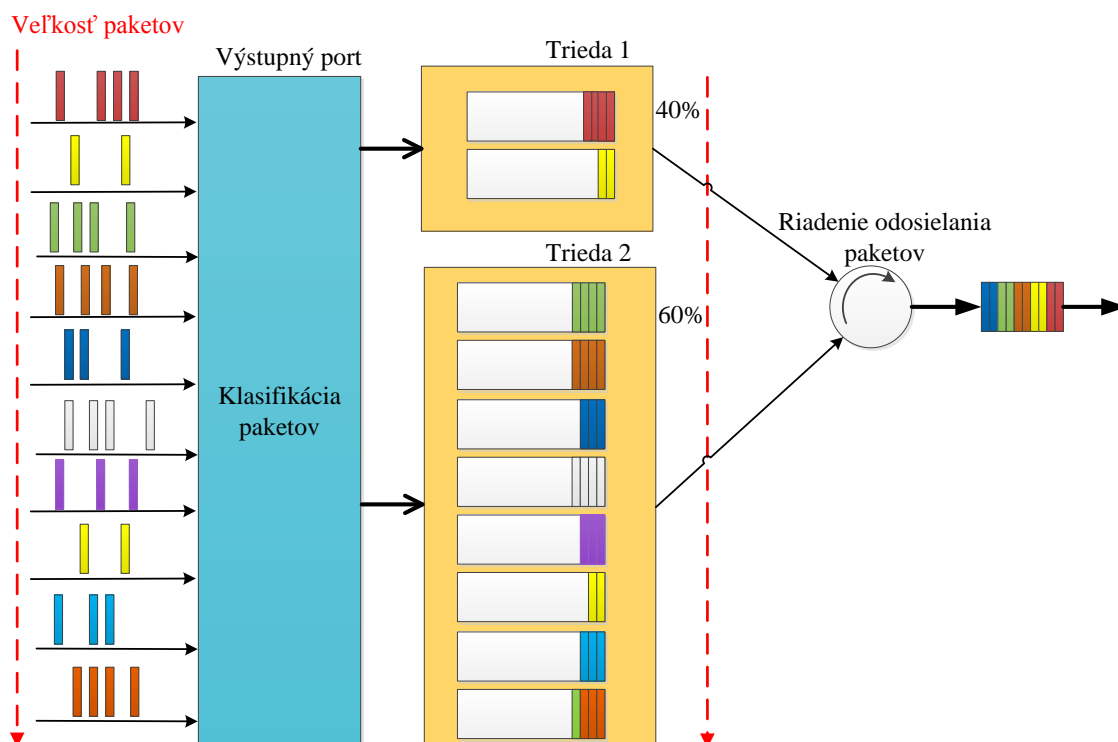 Veľkosť paketov
Výstupný port
Trieda 1
40%
Riadenie odosielania
paketov
Trieda 2
60%
Klasifikácia
paketov